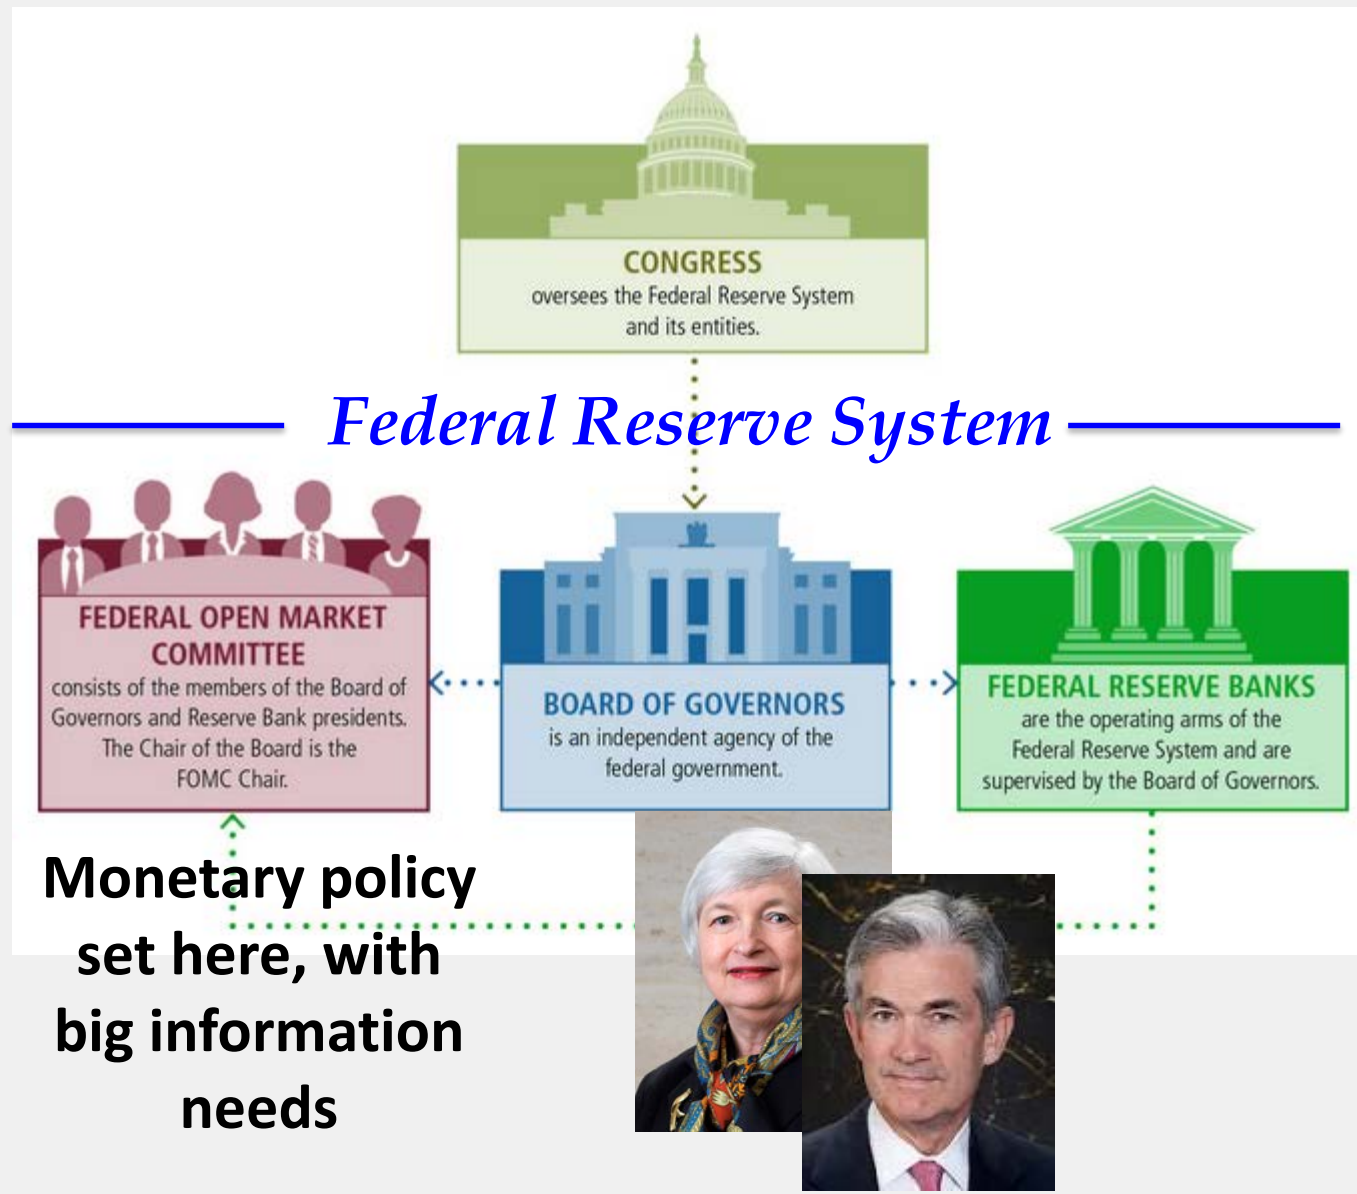 CONGRESS
oversees the Federal Reserve System
and its entities.
Federal Reserve System
FEDERAL OPEN MARKET
COMMITTEE
consists of the members of the Board of
Governors and Reserve Bank presidents.
The Chair of the Board is the
FOMC Chair.
BOARD OF GOVERNORS
is an independent agency of the
federal government.
FEDERAL RESERVE BANKS
are the operating arms of the
Federal Reserve System and are
supervised by the Board of Governors.
Monetary policy
set here, with
big information
needs